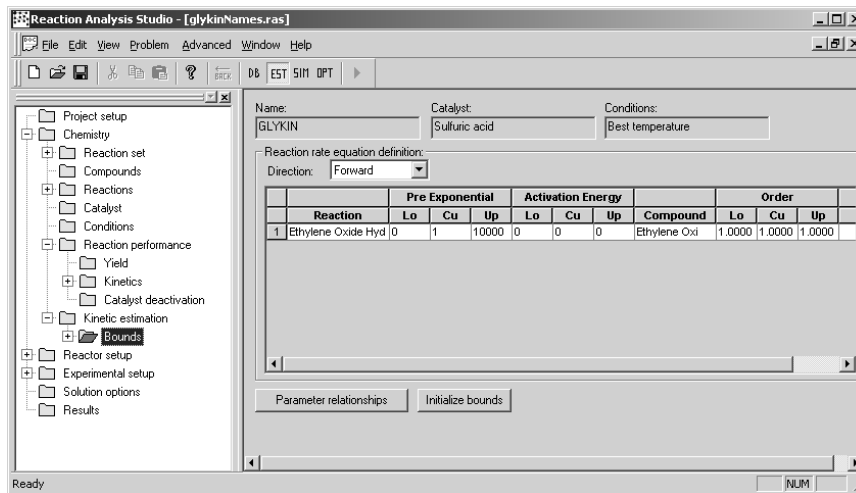 Reaction Analysis Studio - [glykinNames.ras]
File Edit View Problem Advanced Window Help
BACK DB EST SIM OPT
Project setup
Chemistry
Reaction set
Compounds
Reactions
Catalyst
Conditions
Reaction performance
Yield
Kinetics
Catalyst deactivation
Kinetic estimation
Bounds
Reactor setup
Experimental setup
Solution options
Results
Name: Catalyst: Conditions:
GLYKIN Sulfuric acid Best temperature
Reaction rate equation definition:
Direction: Forward
Pre Exponential Activation Energy Order
Reaction Lo Cu Up Lo Cu Up Compound Lo Cu Up
1 Ethylene Oxide Hyd 0 1 10000 0 0 0 Ethylene Oxi 1.0000 1.0000 1.0000
Parameter relationships Initialize bounds
Ready NUM